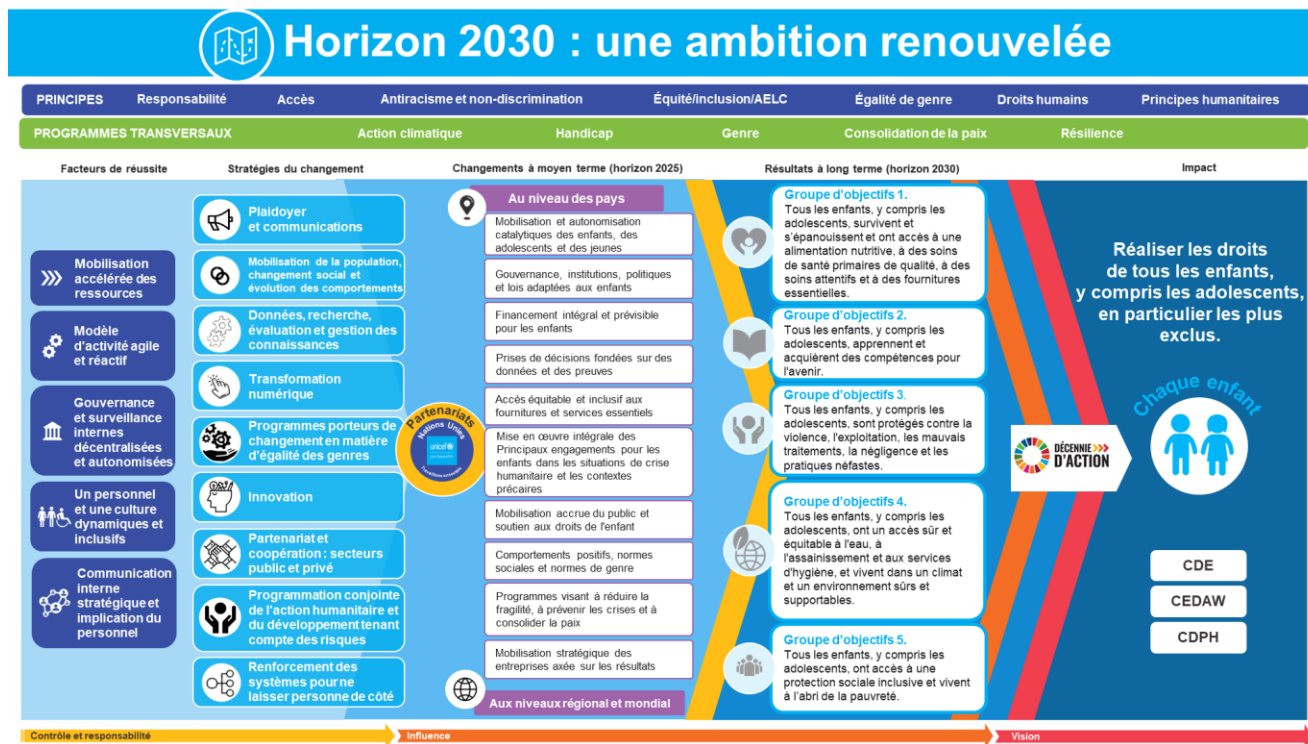 Horizon 2030 : une ambition renouvelée
PRINCIPES Responsabilité Accès Antiracisme et non-discrimination Équité/inclusion/AELC Égalité de genre Droits humains Principes humanitaires
PROGRAMMES TRANSVERSAUX Action climatique Handicap Genre Consolidation de la paix Résilience
Facteurs de réussite
Mobilisation
accélérée des
ressources
Modèle
d'activité agile
et réactif
Gouvernance
et surveillance
internes
décentralisées
et autonomisées
Un personnel
et une culture
dynamiques et
inclusifs
Communication
interne
stratégique et
implication du
personnel
Stratégies du changement
Plaidoyer
et communications
Mobilisation de la population,
changement social et
évolution des comportements
Données, recherche,
évaluation et gestion des
connaissances
Transformation
numérique
Programmes porteurs de
changement en matière
d'égalité des genres
Innovation
Partenariat et
coopération : secteurs
public et privé
Programmation conjointe
de l'action humanitaire et
du développement tenant
compte des risques
Renforcement des
systèmes pour ne
laisser personne de côté
Partenariats
Nations Unies
unicef
Changements à moyen terme (horizon 2025)
Au niveau des pays
Mobilisation et autonomisation
catalytiques des enfants, des
adolescents et des jeunes
Gouvernance, institutions, politiques
et lois adaptées aux enfants
Financement intégral et prévisible
pour les enfants
Prises de décisions fondées sur des
données et des preuves
Accès équitable et inclusif aux
fournitures et services essentiels
Mise en œuvre intégrale des
Principaux engagements pour les
enfants dans les situations de crise
humanitaire et les contextes
précaires
Mobilisation accrue du public et
soutien aux droits de l'enfant
Comportements positifs, normes
sociales et normes de genre
Programmes visant à réduire la
fragilité, à prévenir les crises et à
consolider la paix
Mobilisation stratégique des
entreprises axée sur les résultats
Aux niveaux régional et mondial
Résultats à long terme (horizon 2030)
Groupe d'objectifs 1.
Tous les enfants, y compris les
adolescents, survivent et
s'épanouissent et ont accès à une
alimentation nutritive, à des soins
de santé primaires de qualité, à des
soins attentifs et à des fournitures
essentielles.
Groupe d'objectifs 2.
Tous les enfants, y compris les
adolescents, apprennent et
acquièrent des compétences pour
l'avenir.
Groupe d'objectifs 3.
Tous les enfants, y compris les
adolescents, sont protégés contre la
violence, l'exploitation, les mauvais
traitements, la négligence et les
pratiques néfastes.
Groupe d'objectifs 4.
Tous les enfants, y compris les
adolescents, ont un accès sûr et
équitable à l'eau, à
l'assainissement et aux services
d'hygiène, et vivent dans un climat
et un environnement sûrs et
supportables.
Groupe d'objectifs 5.
Tous les enfants, y compris les
adolescents, ont accès à une
protection sociale inclusive et vivent
à l'abri de la pauvreté.
Impact
Réaliser les droits
de tous les enfants,
y compris les adolescents,
en particulier les plus
exclus.
Chaque enfant
DÉCENNIE >>>
D'ACTION
CDE
CEDAW
CDPH
Contrôle et responsabilité Influence Vision